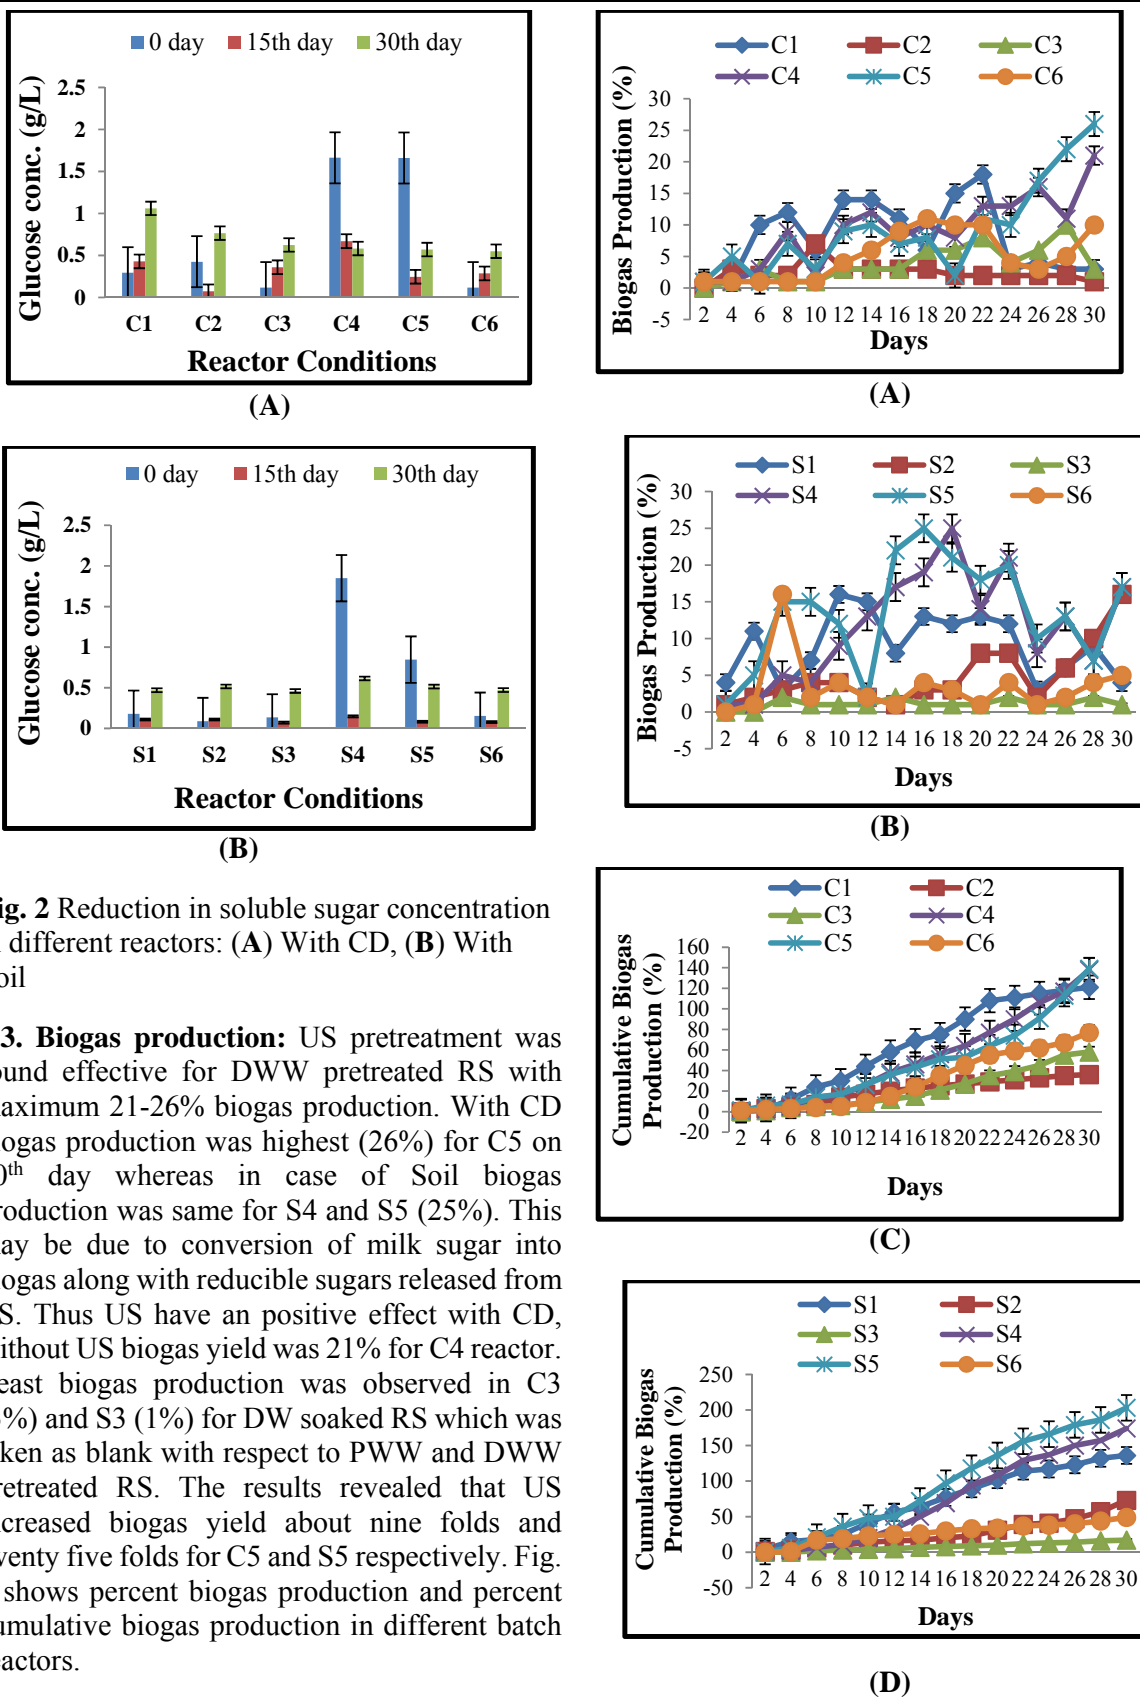 0 day 15th day 30th day
Glucose conc. (g/L)
2.5
2
1.5
1
0.5
0
C1 C2 C3 C4 C5 C6
Reactor Conditions
(A)
0 day 15th day 30th day
Glucose conc. (g/L)
2.5
2
1.5
1
0.5
0
S1 S2 S3 S4 S5 S6
Reactor Conditions
(B)
ig. 2 Reduction in soluble sugar concentration
different reactors: (A) With CD, (B) With
oil
3. Biogas production: US pretreatment was
ound effective for DWW pretreated RS with
aximum 21-26% biogas production. With CD
iogas production was highest (26%) for C5 on
0th day whereas in case of Soil biogas
roduction was same for S4 and S5 (25%). This
ay be due to conversion of milk sugar into
iogas along with reducible sugars released from
S. Thus US have an positive effect with CD,
ithout US biogas yield was 21% for C4 reactor.
east biogas production was observed in C3
%) and S3 (1%) for DW soaked RS which was
ken as blank with respect to PWW and DWW
retreated RS. The results revealed that US
creased biogas yield about nine folds and
wenty five folds for C5 and S5 respectively. Fig.
shows percent biogas production and percent
umulative biogas production in different batch
eactors.
C1 C2 C3
C4 C5 C6
Biogas Production (%)
30
25
20
15
10
5
0
-5
2 4 6 8 10 12 14 16 18 20 22 24 26 28 30
Days
(A)
S1 S2 S3
S4 S5 S6
Biogas Production (%)
30
25
20
15
10
5
0
-5
2 4 6 8 10 12 14 16 18 20 22 24 26 28 30
Days
(B)
C1 C2
C3 C4
C5 C6
Cumulative Biogas
Production (%)
160
140
120
100
80
60
40
20
0
-20
2 4 6 8 10 12 14 16 18 20 22 24 26 28 30
Days
(C)
S1 S2
S3 S4
S5 S6
Cumulative Biogas
Production (%)
250
200
150
100
50
0
-50
2 4 6 8 10 12 14 16 18 20 22 24 26 28 30
Days
(D)